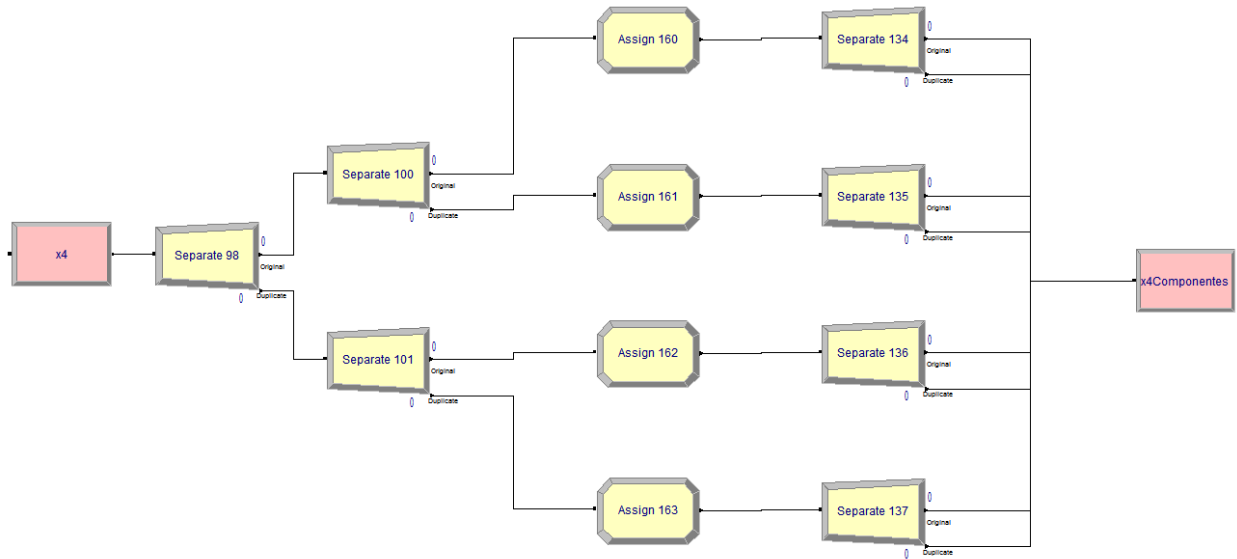 Assign 160
Separate 134
0
Original
0
Duplicate
Separate 100
0
Original
0
Duplicate
Assign 161
Separate 135
0
Original
0
Duplicate
x4
Separate 98
0
Original
0
Duplicate
x4Componentes
Separate 101
0
Original
0
Duplicate
Assign 162
Separate 136
0
Original
0
Duplicate
Assign 163
Separate 137
0
Original
0
Duplicate